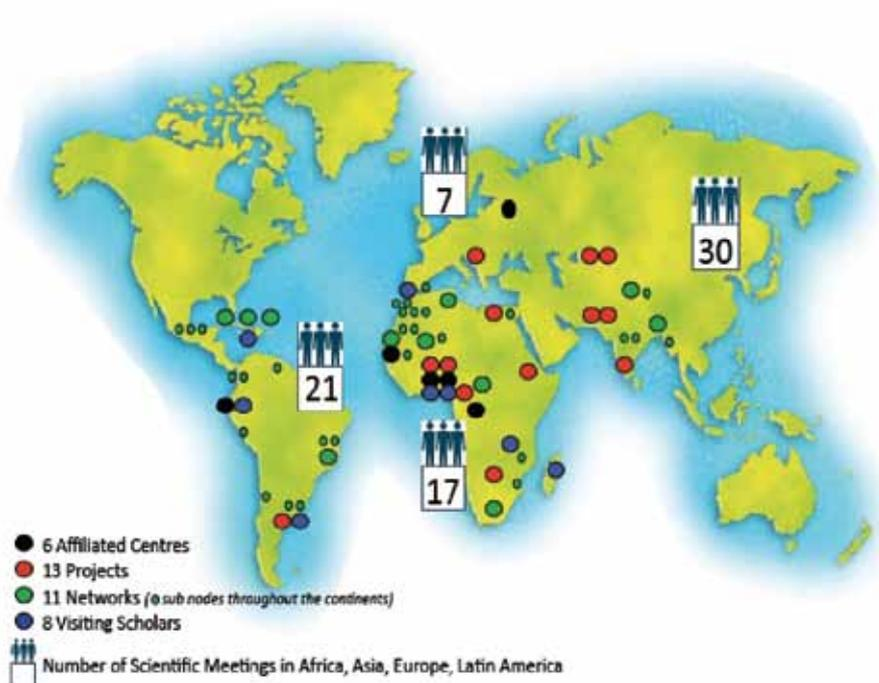 7
30
21
17
6 Affiliated Centres
13 Projects
11 Networks (o sub nodes throughout the continents)
8 Visiting Scholars
Number of Scientific Meetings in Africa, Asia, Europe, Latin America